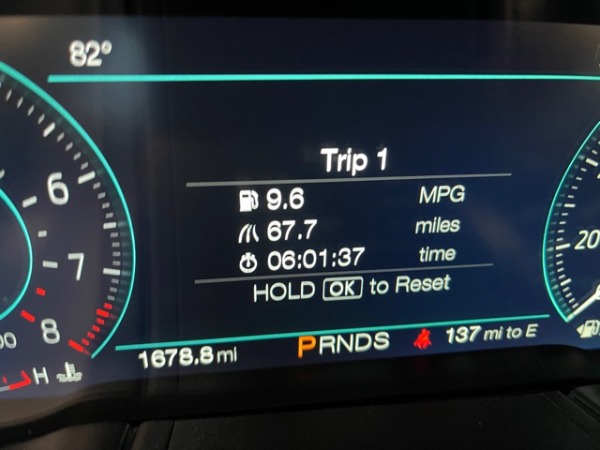 82°
Trip 1
9.6 MPG
67.7 miles
06:01:37 time
HOLD OK to Reset
6
7
8
00
H
20
1678.8 mi
PRNDS
137 mi to E